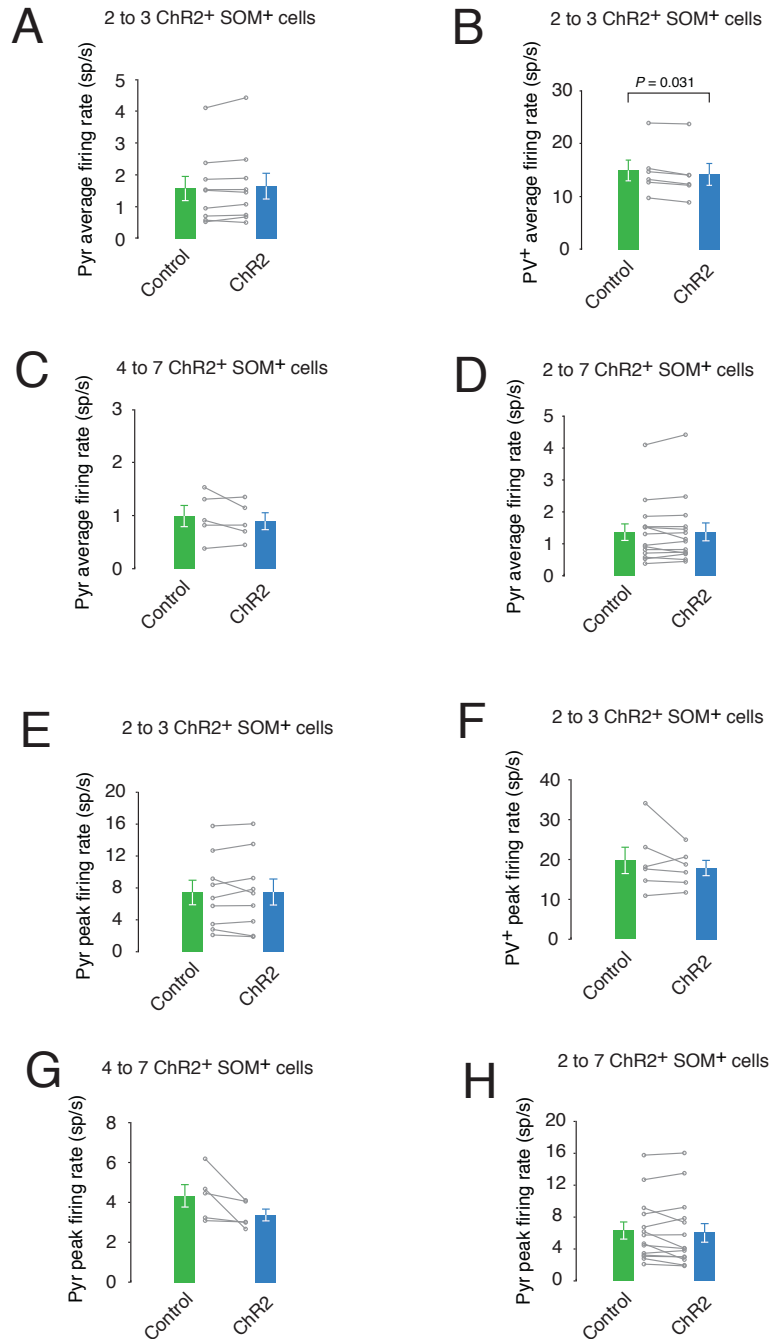 A
2 to 3 ChR2+ SOM+ cells
Pyr average firing rate (sp/s)
5
4
3
2
1
0
Control
ChR2
B
2 to 3 ChR2+ SOM+ cells
P = 0.031
PV+ average firing rate (sp/s)
30
20
10
0
Control
ChR2
C
4 to 7 ChR2+ SOM+ cells
Pyr average firing rate (sp/s)
3
2
1
0
Control
ChR2
D
2 to 7 ChR2+ SOM+ cells
Pyr average firing rate (sp/s)
5
4
3
2
1
0
Control
ChR2
E
2 to 3 ChR2+ SOM+ cells
Pyr peak firing rate (sp/s)
20
16
12
8
4
0
Control
ChR2
F
2 to 3 ChR2+ SOM+ cells
PV+ peak firing rate (sp/s)
40
30
20
10
0
Control
ChR2
G
4 to 7 ChR2+ SOM+ cells
Pyr peak firing rate (sp/s)
8
6
4
2
0
Control
ChR2
H
2 to 7 ChR2+ SOM+ cells
Pyr peak firing rate (sp/s)
20
16
12
8
4
0
Control
ChR2